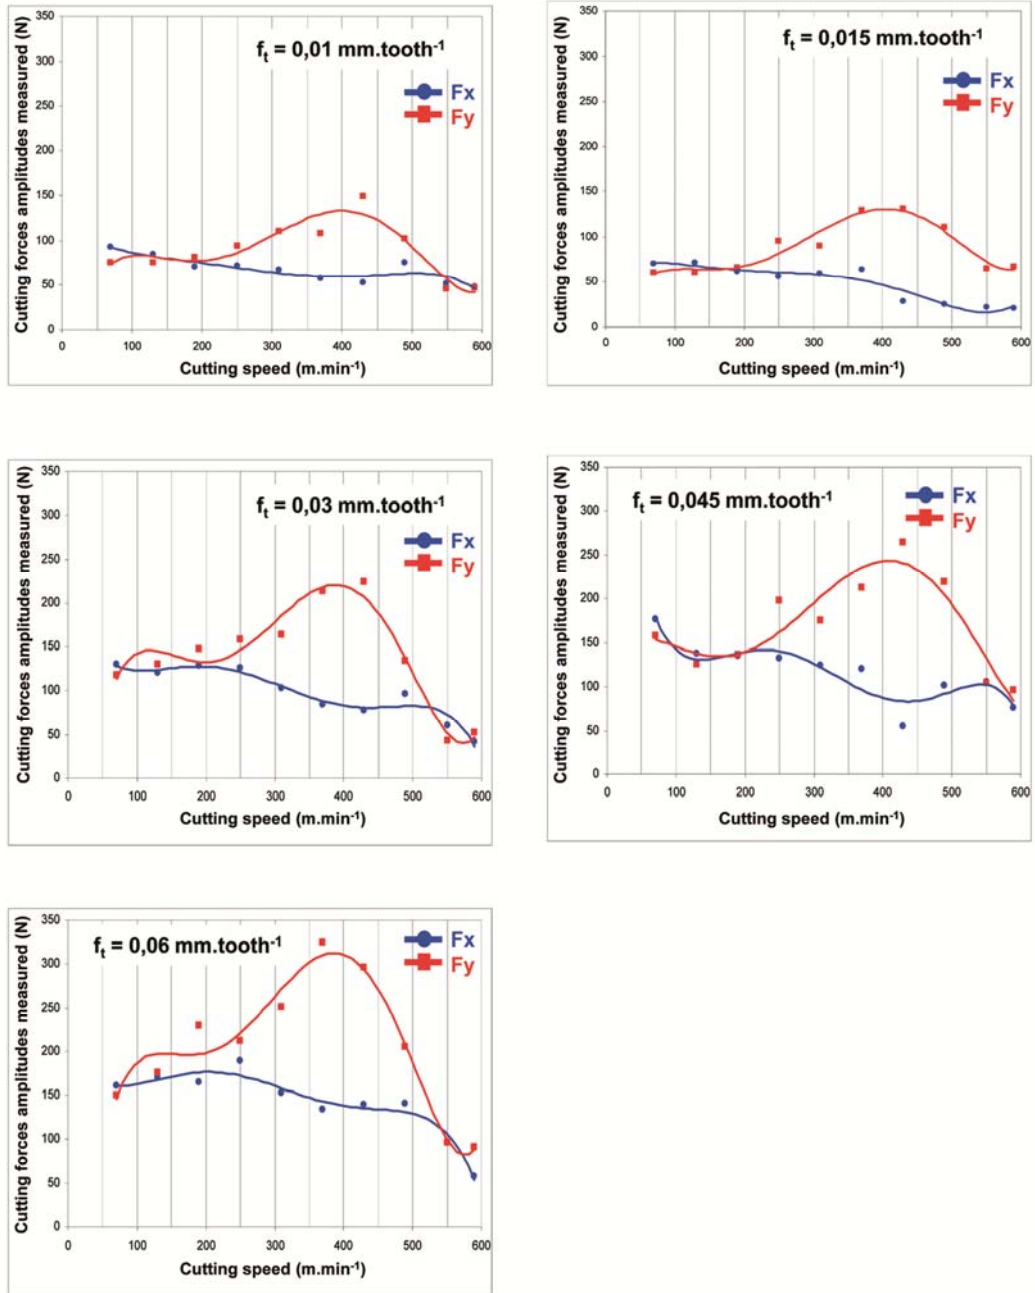 f_t = 0,01 mm.tooth⁻¹
Fx
Fy
Cutting forces amplitudes measured (N)
350
300
250
200
150
100
50
0
0 100 200 300 400 500 600
Cutting speed (m.min⁻¹)
f_t = 0,015 mm.tooth⁻¹
Fx
Fy
Cutting forces amplitudes measured (N)
350
300
250
200
150
100
50
0
0 100 200 300 400 500 600
Cutting speed (m.min⁻¹)
f_t = 0,03 mm.tooth⁻¹
Fx
Fy
Cutting forces amplitudes measured (N)
350
300
250
200
150
100
50
0
0 100 200 300 400 500 600
Cutting speed (m.min⁻¹)
f_t = 0,045 mm.tooth⁻¹
Fx
Fy
Cutting forces amplitudes measured (N)
350
300
250
200
150
100
50
0
0 100 200 300 400 500 600
Cutting speed (m.min⁻¹)
f_t = 0,06 mm.tooth⁻¹
Fx
Fy
Cutting forces amplitudes measured (N)
350
300
250
200
150
100
50
0
0 100 200 300 400 500 600
Cutting speed (m.min⁻¹)